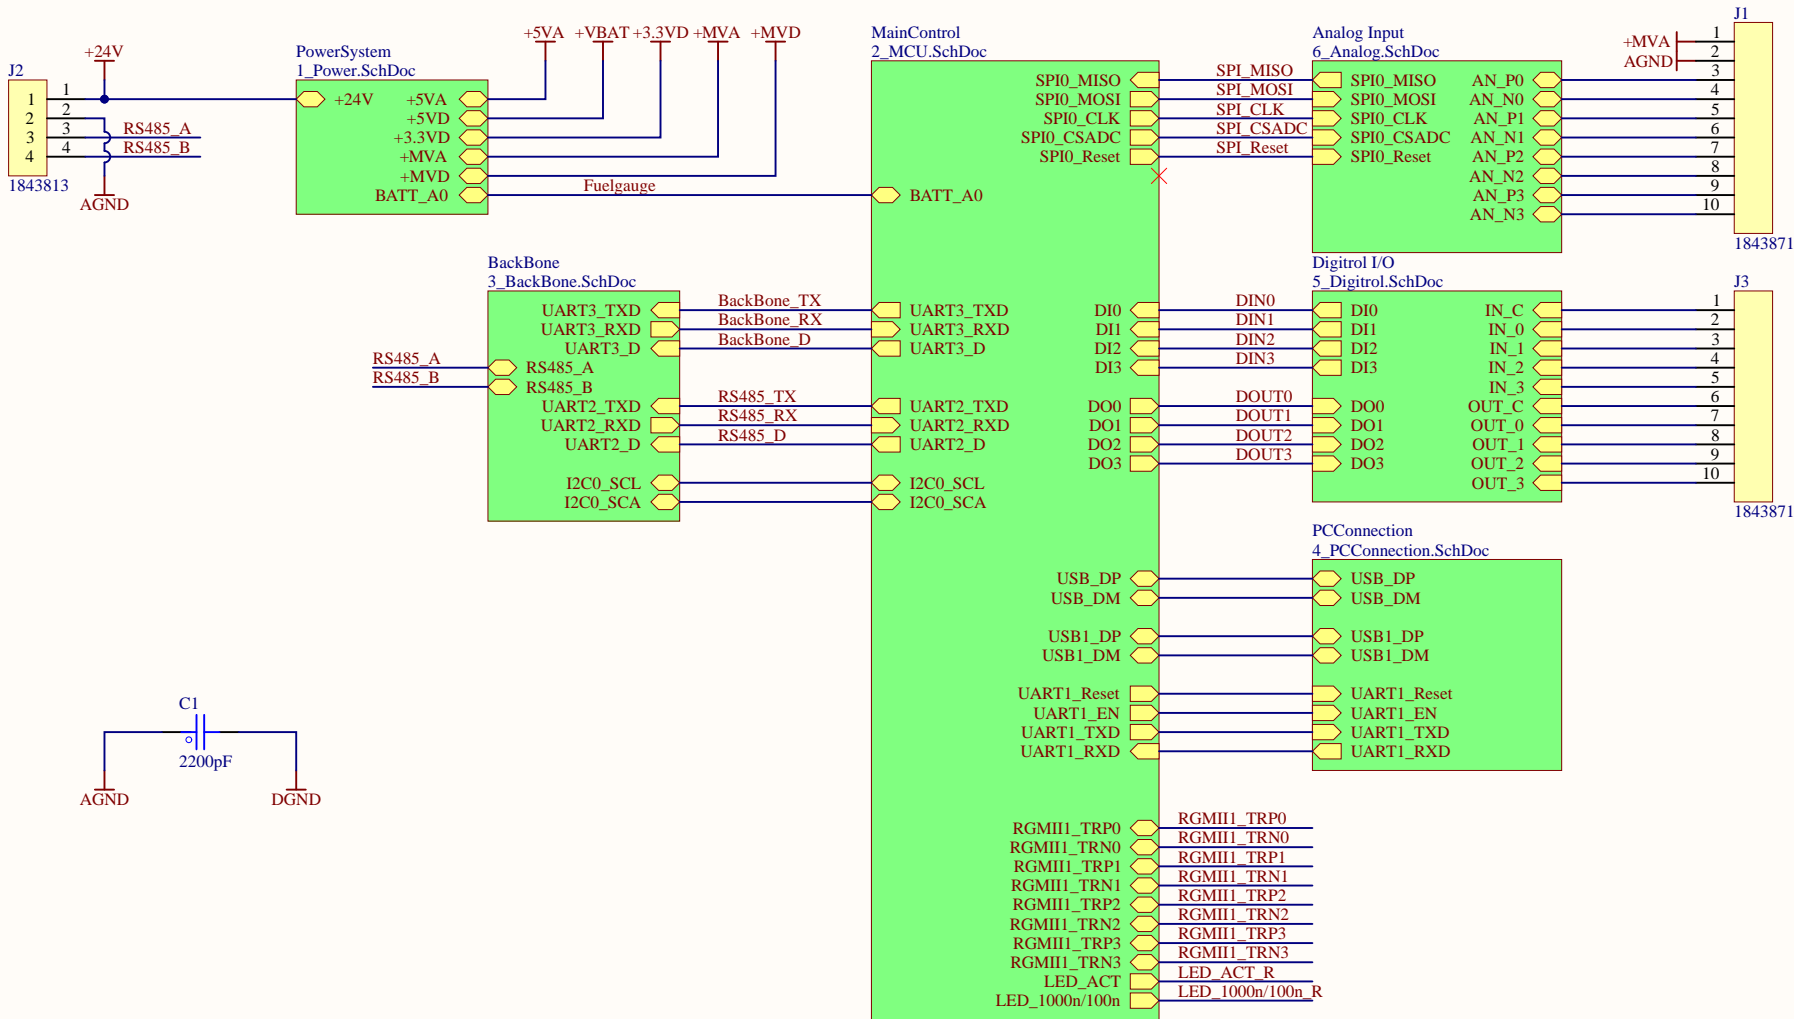 J2
1843813
1
2
3
4
1
2
3
4
+24V
RS485_A
RS485_B
AGND
PowerSystem
1_Power.SchDoc
+24V
+5VA
+5VD
+3.3VD
+MVA
+MVD
BATT_A0
+5VA
+VBAT
+3.3VD
+MVA
+MVD
Fuelgauge
BackBone
3_BackBone.SchDoc
UART3_TXD
UART3_RXD
UART3_D
RS485_A
RS485_B
UART2_TXD
UART2_RXD
UART2_D
I2C0_SCL
I2C0_SCA
RS485_A
RS485_B
BackBone_TX
BackBone_RX
BackBone_D
RS485_TX
RS485_RX
RS485_D
C1
2200pF
AGND
DGND
MainControl
2_MCU.SchDoc
BATT_A0
UART3_TXD
UART3_RXD
UART3_D
UART2_TXD
UART2_RXD
UART2_D
I2C0_SCL
I2C0_SCA
SPI0_MISO
SPI0_MOSI
SPI0_CLK
SPI0_CSADC
SPI0_Reset
DI0
DI1
DI2
DI3
DO0
DO1
DO2
DO3
USB_DP
USB_DM
USB1_DP
USB1_DM
UART1_Reset
UART1_EN
UART1_TXD
UART1_RXD
RGMII1_TRP0
RGMII1_TRN0
RGMII1_TRP1
RGMII1_TRN1
RGMII1_TRP2
RGMII1_TRN2
RGMII1_TRP3
RGMII1_TRN3
LED_ACT
LED_1000n/100n
SPI_MISO
SPI_MOSI
SPI_CLK
SPI_CSADC
SPI_Reset
DIN0
DIN1
DIN2
DIN3
DOUT0
DOUT1
DOUT2
DOUT3
RGMII1_TRP0
RGMII1_TRN0
RGMII1_TRP1
RGMII1_TRN1
RGMII1_TRP2
RGMII1_TRN2
RGMII1_TRP3
RGMII1_TRN3
LED_ACT_R
LED_1000n/100n_R
Analog Input
6_Analog.SchDoc
SPI0_MISO
SPI0_MOSI
SPI0_CLK
SPI0_CSADC
SPI0_Reset
AN_P0
AN_N0
AN_P1
AN_N1
AN_P2
AN_N2
AN_P3
AN_N3
J1
+MVA
AGND
1
2
3
4
5
6
7
8
9
10
1843871
Digitrol I/O
5_Digitrol.SchDoc
DI0
DI1
DI2
DI3
DO0
DO1
DO2
DO3
IN_C
IN_0
IN_1
IN_2
IN_3
OUT_C
OUT_0
OUT_1
OUT_2
OUT_3
J3
1
2
3
4
5
6
7
8
9
10
1843871
PCConnection
4_PCConnection.SchDoc
USB_DP
USB_DM
USB1_DP
USB1_DM
UART1_Reset
UART1_EN
UART1_TXD
UART1_RXD